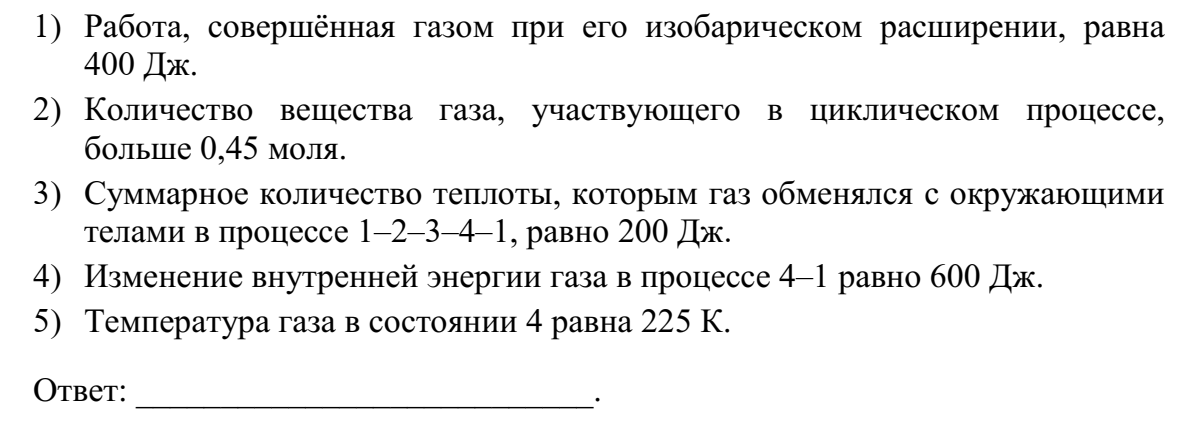 1) Работа, совершённая газом при его изобарическом расширении, равна
400 Дж.
2) Количество вещества газа, участвующего в циклическом процессе,
больше 0,45 моля.
3) Суммарное количество теплоты, которым газ обменялся с окружающими
телами в процессе 1–2–3–4–1, равно 200 Дж.
4) Изменение внутренней энергии газа в процессе 4–1 равно 600 Дж.
5) Температура газа в состоянии 4 равна 225 К.
Ответ: ___________________________.